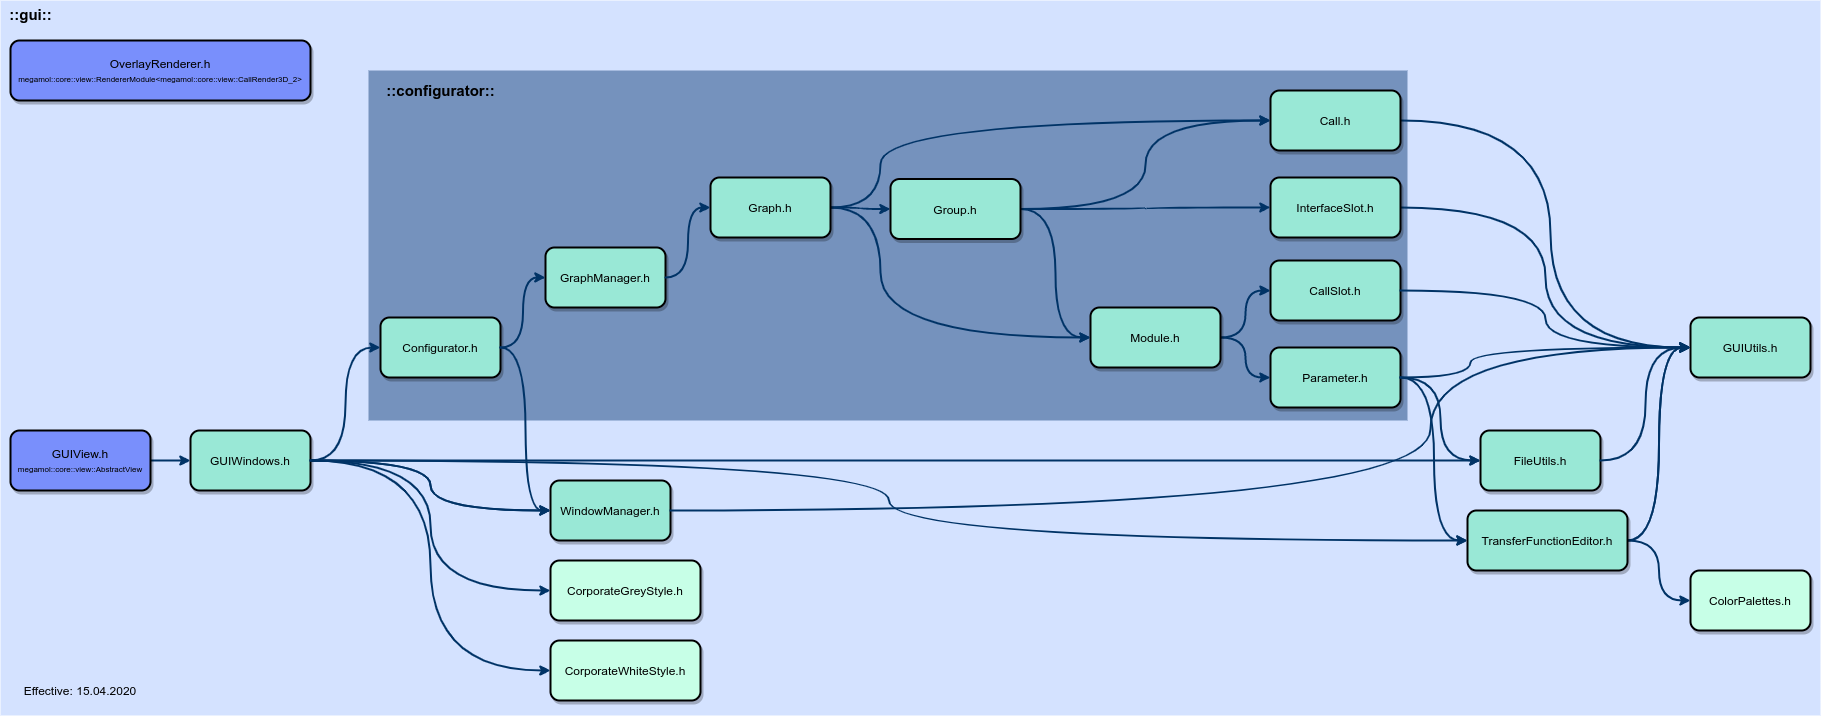 ::gui::
OverlayRenderer.h
megamol::core::view::RendererModule<megamol::core::view::CallRender3D_2>
::configurator::
Call.h
Graph.h
Group.h
InterfaceSlot.h
GraphManager.h
CallSlot.h
Configurator.h
Module.h
GUIUtils.h
Parameter.h
GUIView.h
megamol::core::view::AbstractView
GUIWindows.h
FileUtils.h
WindowManager.h
TransferFunctionEditor.h
CorporateGreyStyle.h
ColorPalettes.h
CorporateWhiteStyle.h
Effective: 15.04.2020